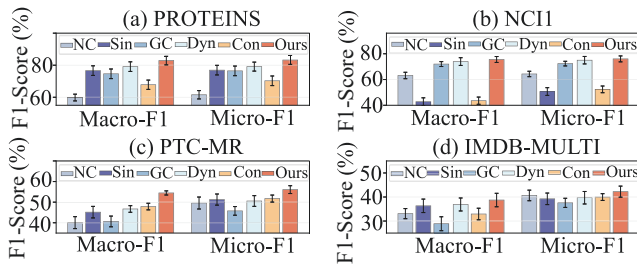 (a) PROTEINS
F1-Score (%)
80
60
NC Sin GC Dyn Con Ours
Macro-F1 Micro-F1
(b) NCI1
F1-Score (%)
80
60
40
NC Sin GC Dyn Con Ours
Macro-F1 Micro-F1
(c) PTC-MR
F1-Score (%)
60
50
40
NC Sin GC Dyn Con Ours
Macro-F1 Micro-F1
(d) IMDB-MULTI
F1-Score (%)
50
40
30
NC Sin GC Dyn Con Ours
Macro-F1 Micro-F1